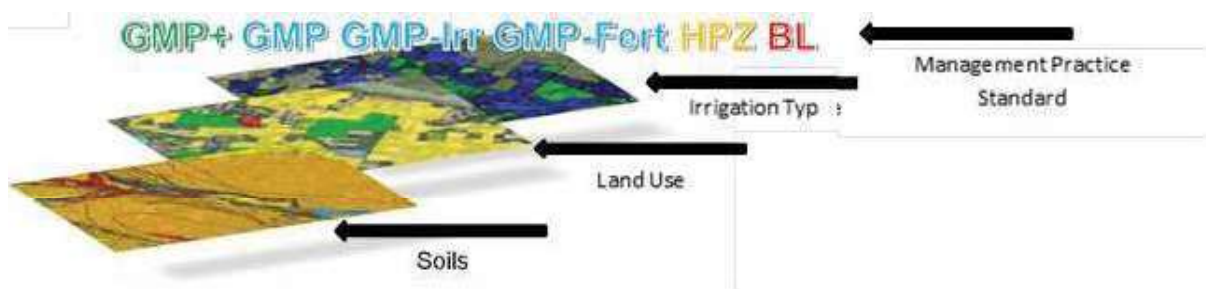 GMP+ GMP GMP-Irr GMP-Fert HPZ BL
Management Practice
Standard
Irrigation Typ e
Land Use
Soils